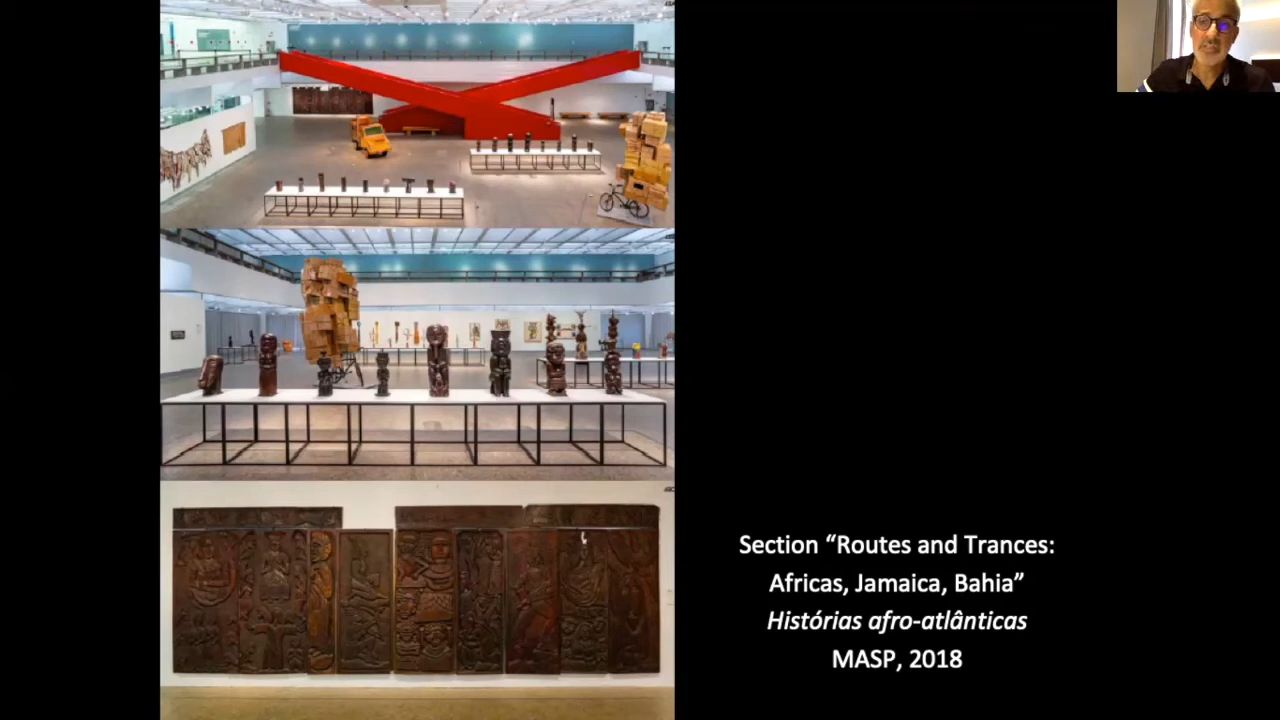 Section “Routes and Trances:
Africas, Jamaica, Bahia”
Histórias afro-atlânticas
MASP, 2018